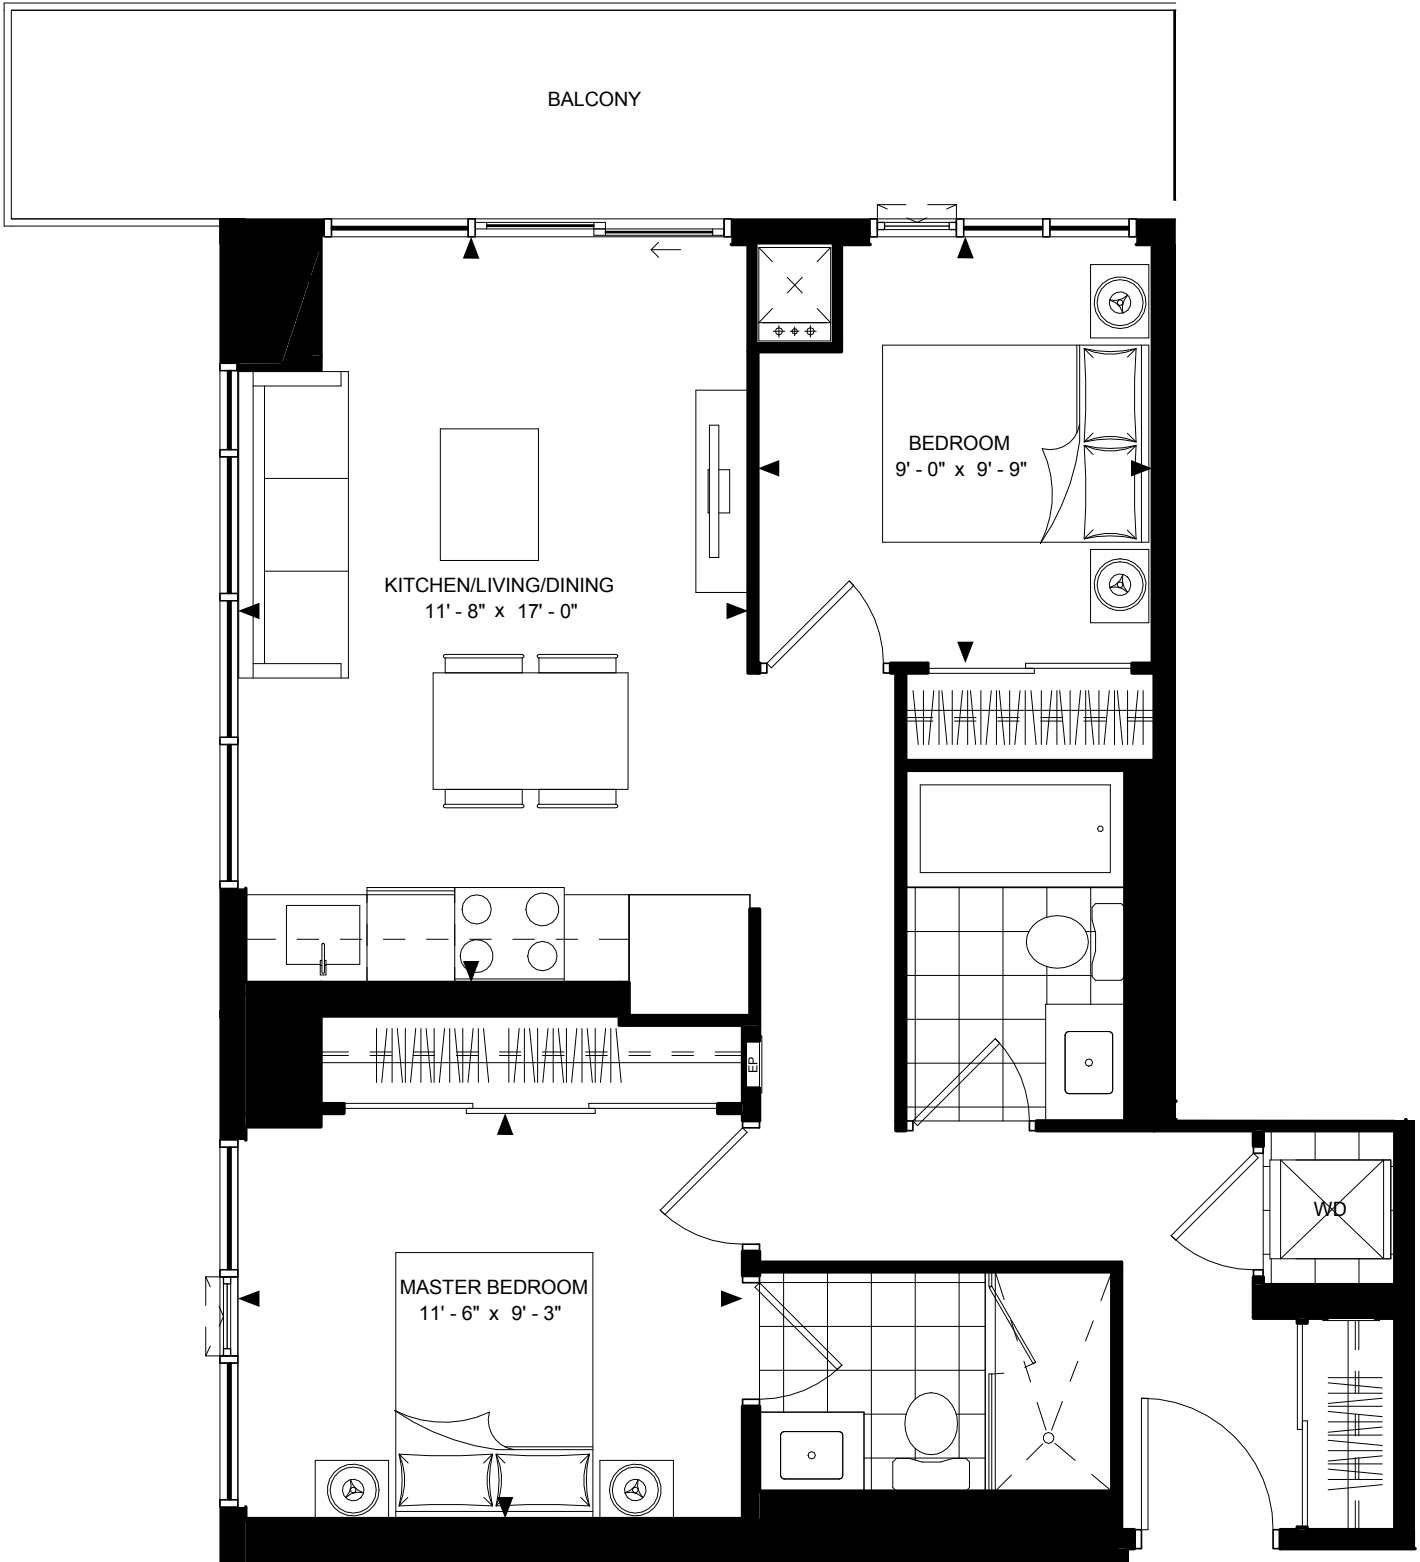 BALCONY
BEDROOM
9' - 0" x 9' - 9"
KITCHEN/LIVING/DINING
11' - 8" x 17' - 0"
EP
WD
MASTER BEDROOM
11' - 6" x 9' - 3"